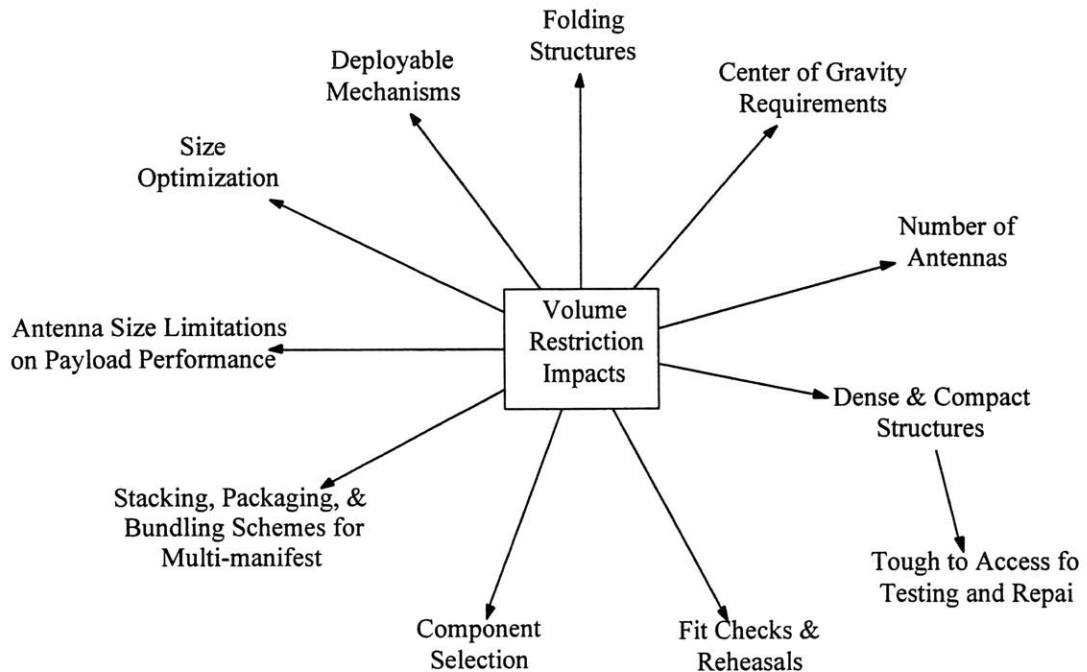 Folding
Structures
Deployable
Mechanisms
Center of Gravity
Requirements
Size
Optimization
Number of
Antennas
Volume
Restriction
Impacts
Antenna Size Limitations
on Payload Performance
Dense & Compact
Structures
Stacking, Packaging, &
Bundling Schemes for
Multi-manifest
Tough to Access fo
Testing and Repai
Component
Selection
Fit Checks &
Reheasals